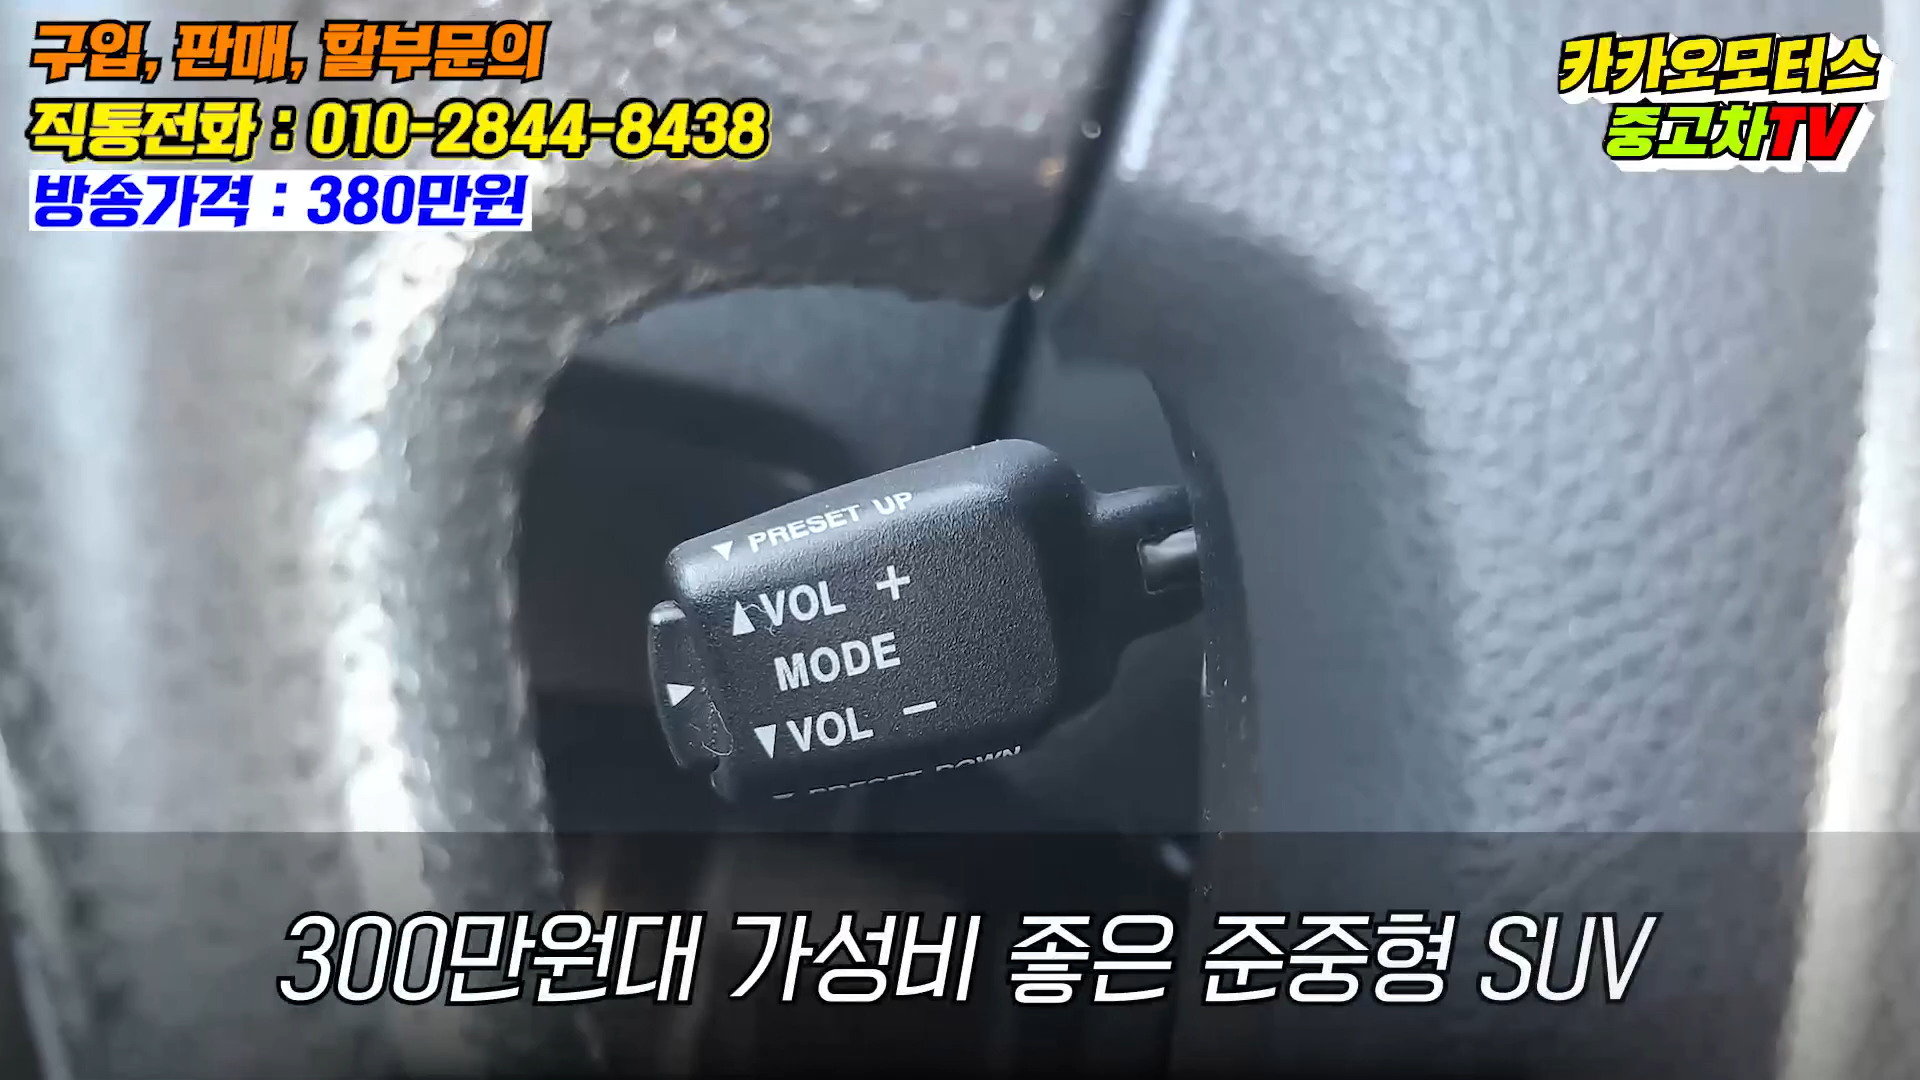 구입, 판매, 할부문의
직통전화 : 010-2844-8438
방송가격 : 380만원
카카오모터스
중고차TV
▼ PRESET UP
▲VOL +
MODE
▼VOL -
PRESET DOWN
300만원대 가성비 좋은 준중형 SUV